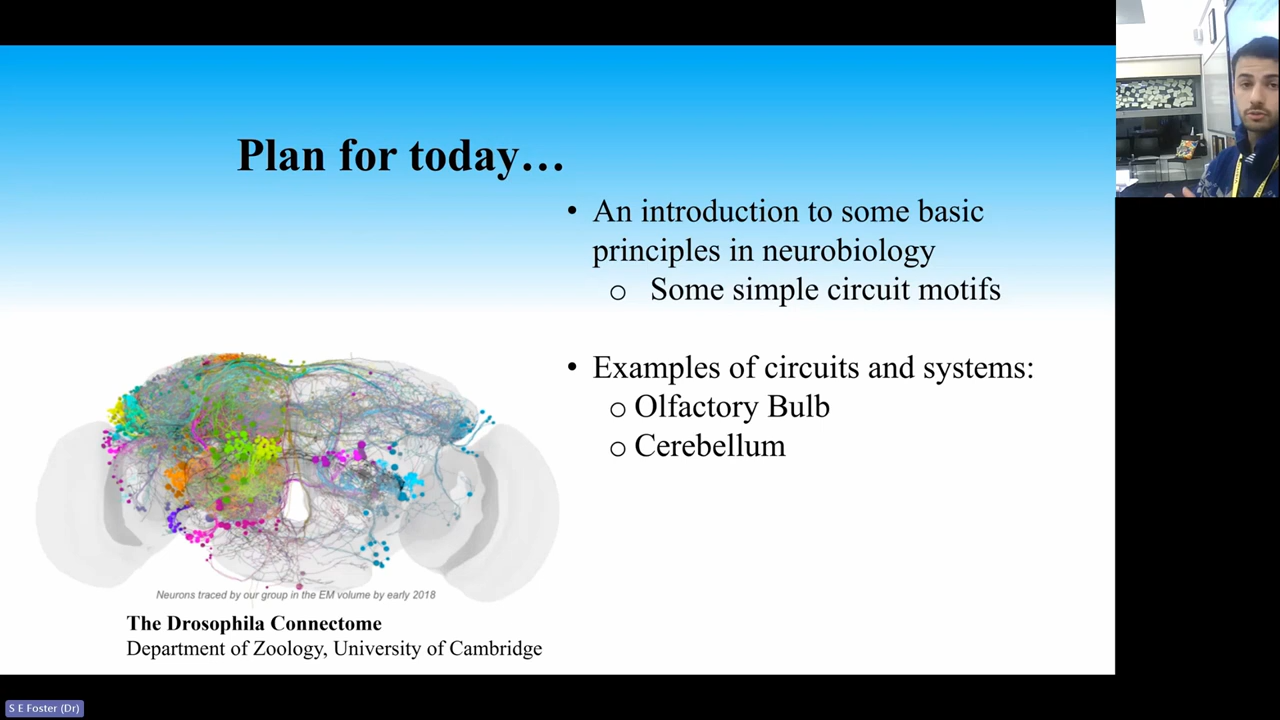 Plan for today…
• An introduction to some basic
principles in neurobiology
o Some simple circuit motifs
• Examples of circuits and systems:
o Olfactory Bulb
o Cerebellum
Neurons traced by our group in the EM volume by early 2018
The Drosophila Connectome
Department of Zoology, University of Cambridge
S E Foster (Dr)